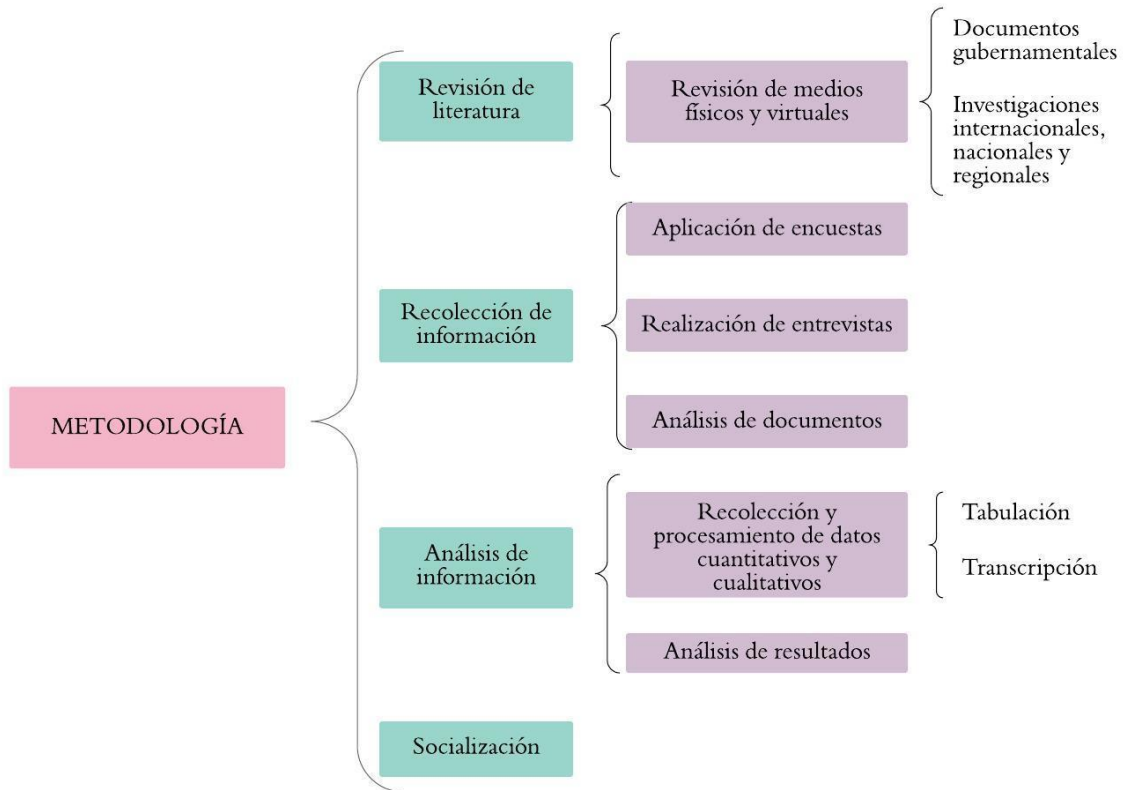 METODOLOGÍA
Revisión de
literatura
Revisión de medios
físicos y virtuales
Documentos
gubernamentales
Investigaciones
internacionales,
nacionales y
regionales
Recolección de
información
Aplicación de encuestas
Realización de entrevistas
Análisis de documentos
Análisis de
información
Recolección y
procesamiento de datos
cuantitativos y
cualitativos
Tabulación
Transcripción
Análisis de resultados
Socialización